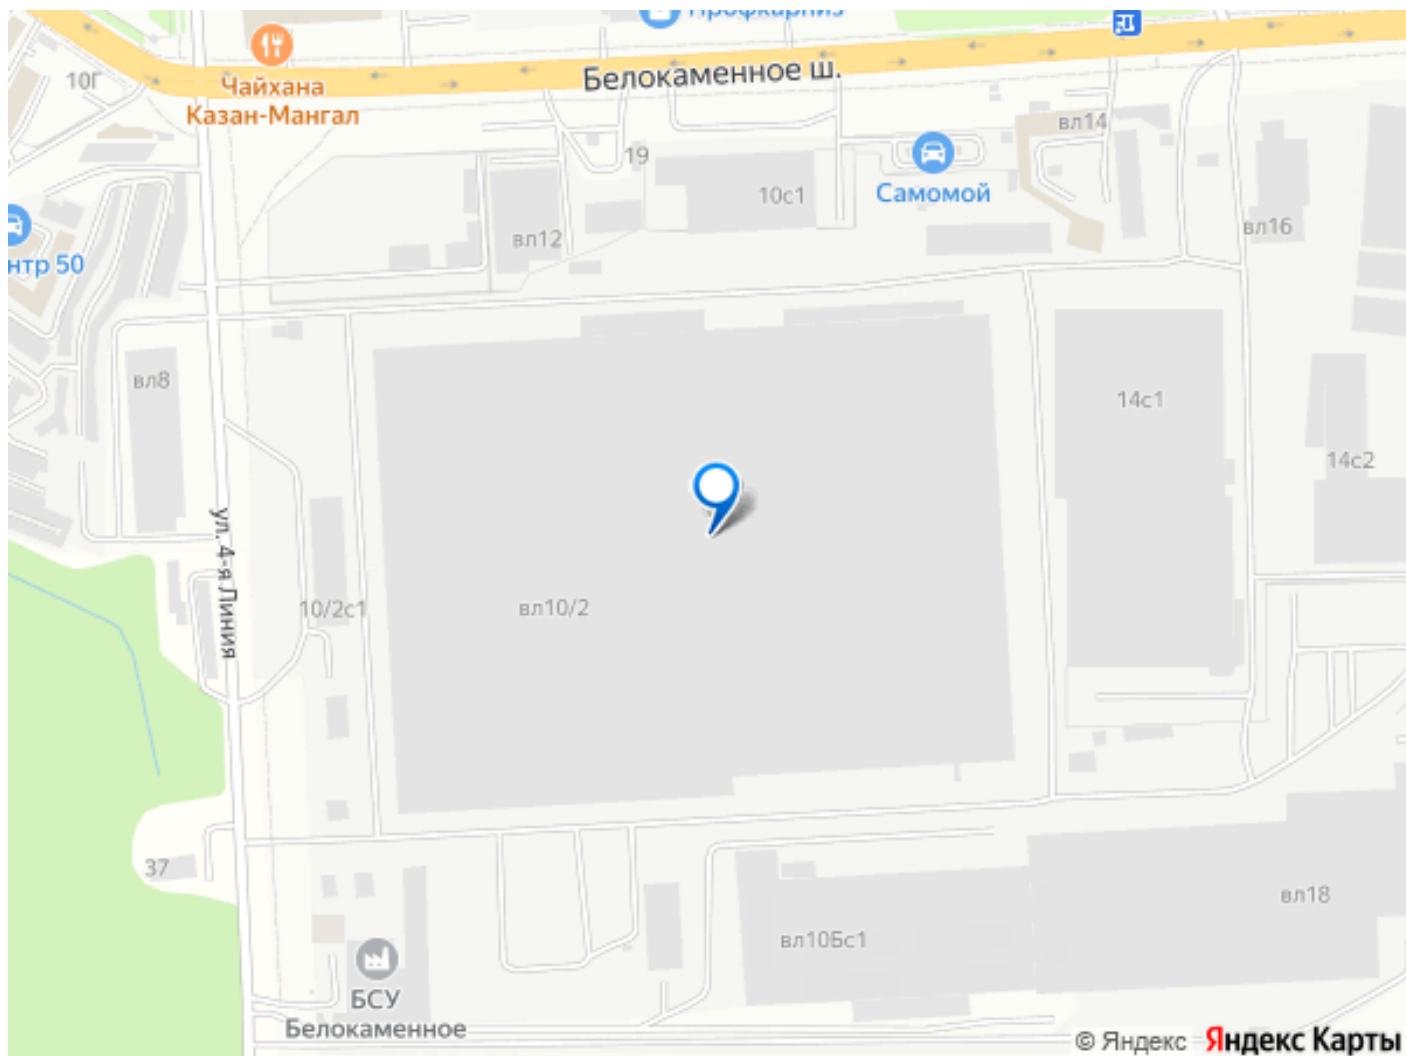 Профкарниз
Белокаменное ш.
10Г
Чайхана
Казан-Мангал
вл14
19
10с1
Самомой
вл12
вл16
нтр 50
вл8
14с1
14с2
ул. 4-я Линия
10/2с1
вл10/2
37
вл18
вл10Бс1
БСУ
Белокаменное
© Яндекс Яндекс Карты